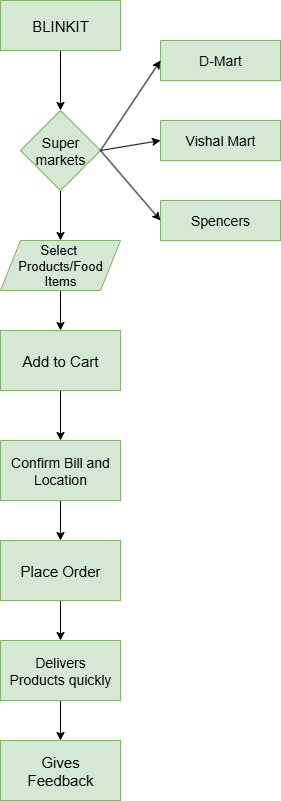 BLINKIT
D-Mart
Super
markets
Vishal Mart
Spencers
Select
Products/Food
Items
Add to Cart
Confirm Bill and
Location
Place Order
Delivers
Products quickly
Gives
Feedback